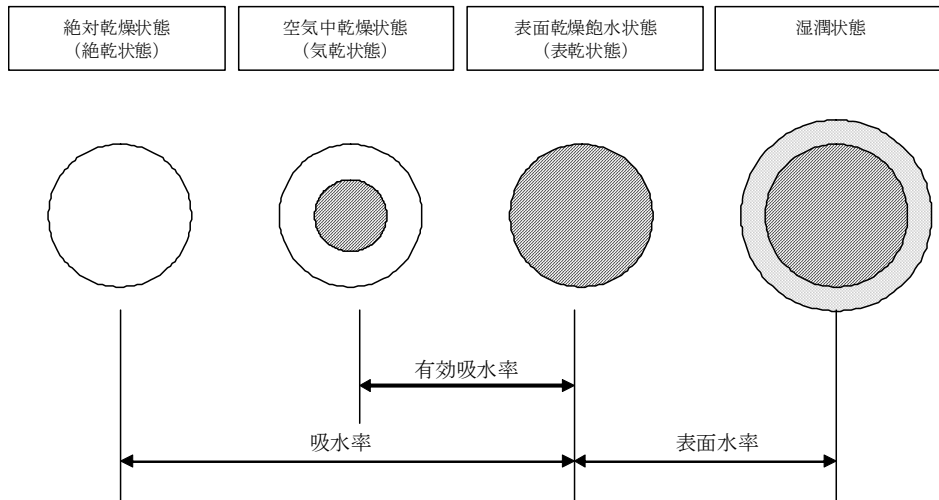 絶対乾燥状態
（絶乾状態）
空気中乾燥状態
（気乾状態）
表面乾燥飽水状態
（表乾状態）
湿潤状態
有効吸水率
吸水率
表面水率